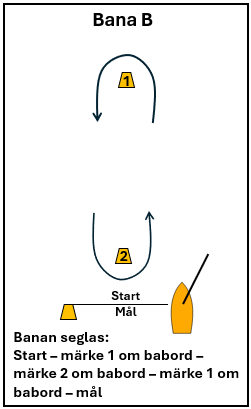 Bana B
1
2
Start
Mål
Banan seglas:
Start – märke 1 om babord –
märke 2 om babord – märke 1 om
babord – mål